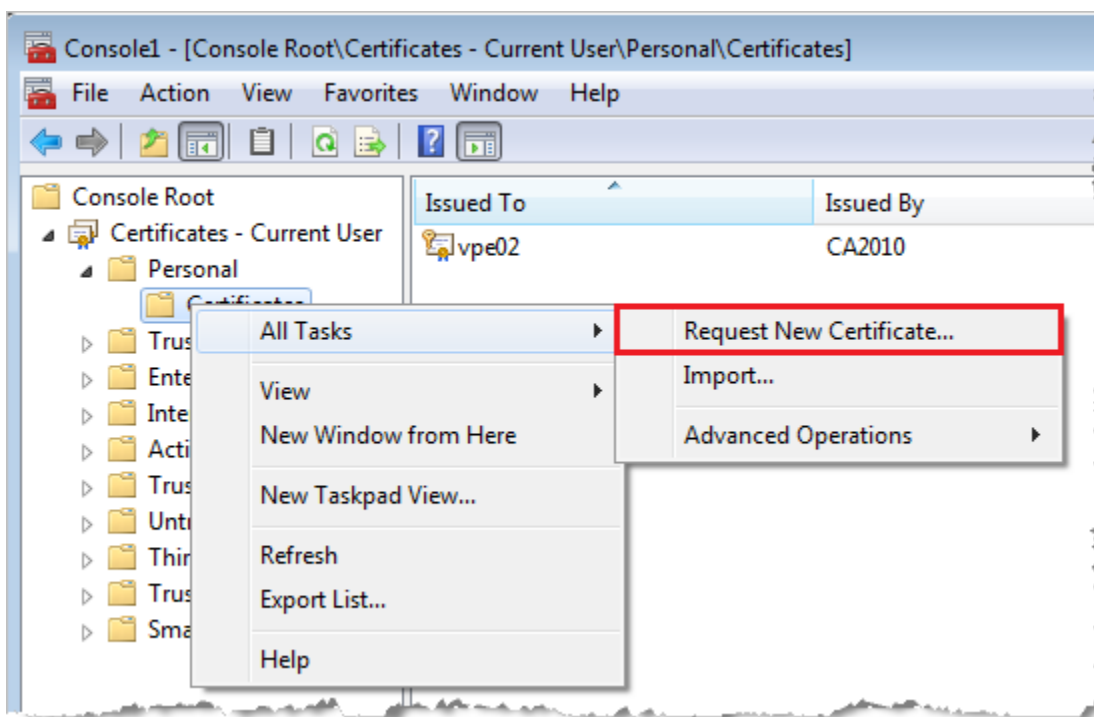 Console1 - [Console Root\Certificates - Current User\Personal\Certificates]
File Action View Favorites Window Help
Console Root
Certificates - Current User
Personal
Issued To
Issued By
vpe02
CA2010
All Tasks
View
New Window from Here
New Taskpad View...
Refresh
Export List...
Help
Request New Certificate...
Import...
Advanced Operations